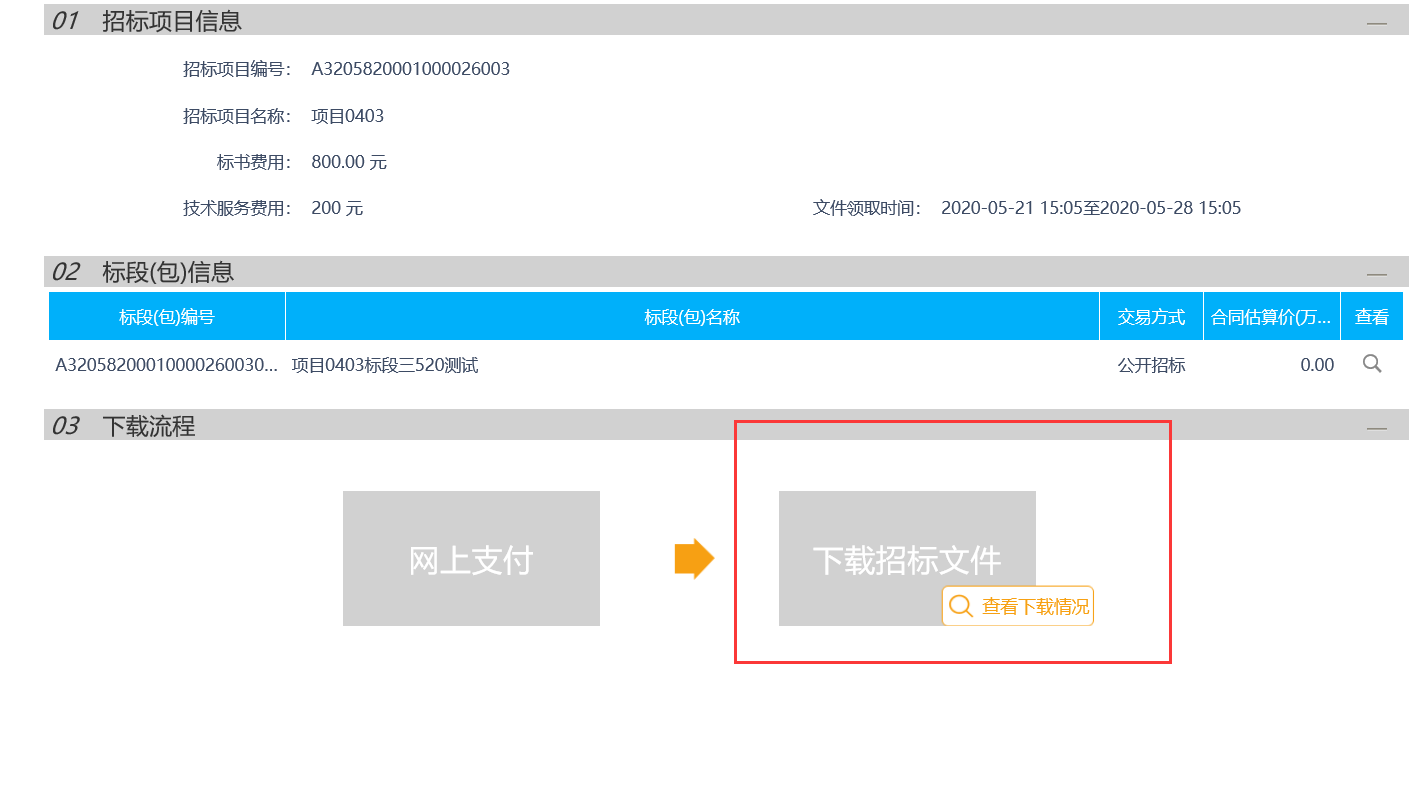 01 招标项目信息
招标项目编号： A3205820001000026003
招标项目名称： 项目0403
标书费用： 800.00 元
技术服务费用： 200 元 文件领取时间： 2020-05-21 15:05至2020-05-28 15:05
02 标段(包)信息
标段(包)编号 标段(包)名称 交易方式 合同估算价(万... 查看
A32058200010000260030... 项目0403标段三520测试 公开招标 0.00
03 下载流程
网上支付 下载招标文件
查看下载情况